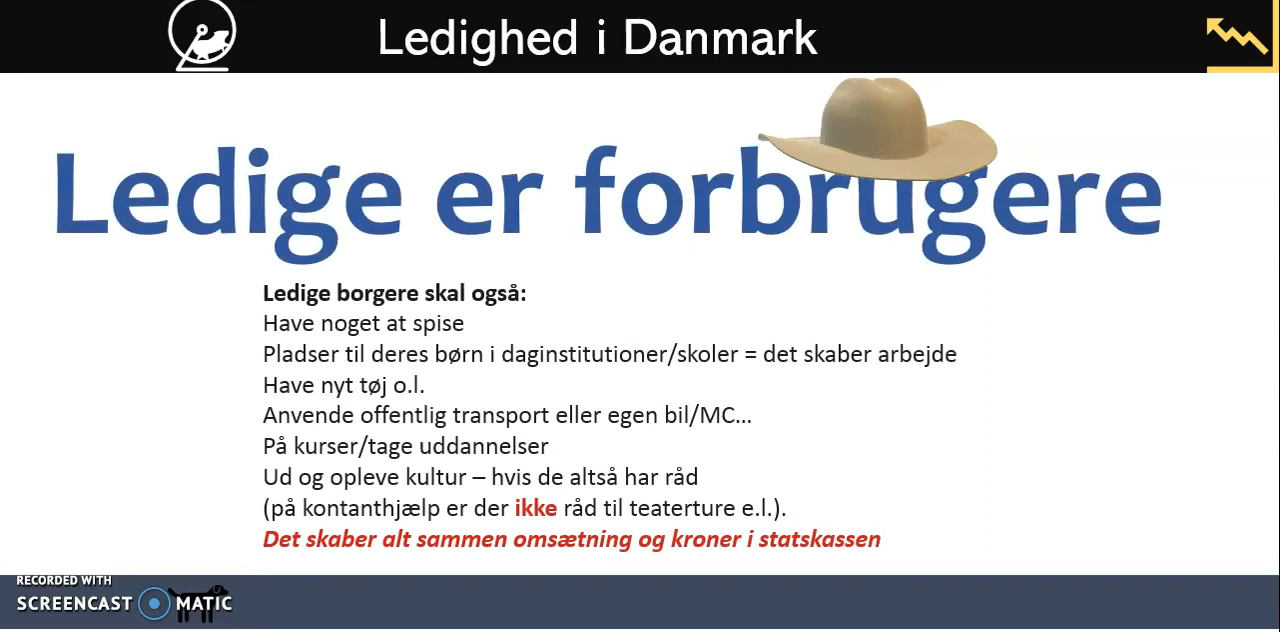 Ledighed i Danmark
Ledige er forbrugere
Ledige borgere skal også:
Have noget at spise
Pladser til deres børn i daginstitutioner/skoler = det skaber arbejde
Have nyt tøj o.l.
Anvende offentlig transport eller egen bil/MC...
På kurser/tage uddannelser
Ud og opleve kultur – hvis de altså har råd
(på kontanthjælp er der ikke råd til teaterture e.l.).
Det skaber alt sammen omsætning og kroner i statskassen
RECORDED WITH
SCREENCAST MATIC